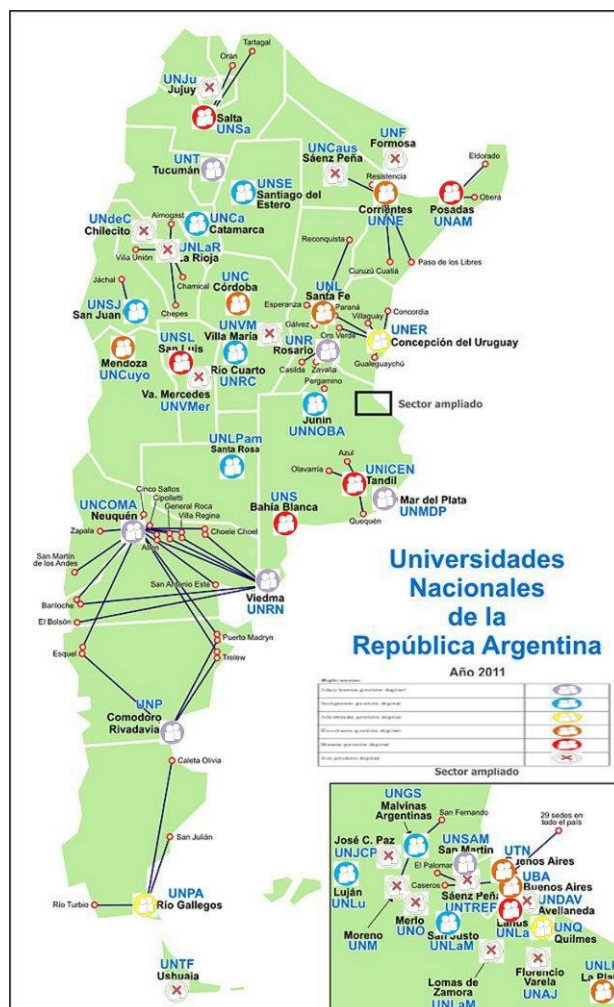 Tartagal
Orán
UNJu
Jujuy
Salta
UNSa
UNF
Formosa
UNCaus
Sáenz Peña
UNT
Tucumán
Resistencia
Eldorado
Oberá
UNSE
Santiago del
Estero
Corrientes
UNNE
Posadas
UNAM
UNdeC
Chilecito
Aimogast
UNCa
Catamarca
UNLaR
La Rioja
Villa Unión
Reconquista
Curuzú Cuatiá
Paso de los Libres
Jáchal
Chamical
Chepes
UNC
Córdoba
UNL
Santa Fe
Esperanza
Paraná
Concordia
Villaguay
UNSJ
San Juan
UNVM
Villa María
Gálvez
Oro Verde
UNER
Concepción del Uruguay
UNSL
San Luis
UNR
Rosario
Mendoza
UNCuyo
Río Cuarto
UNRC
Casilda
Zavalla
Gualeguaychú
Va. Mercedes
UNVMer
Pergamino
Junín
UNNOBA
Sector ampliado
UNLPam
Santa Rosa
Azul
Olavarría
UNICEN
Tandil
Quequén
Mar del Plata
UNMDP
UNS
Bahía Blanca
UNCOMA
Neuquén
Cinco Saltos
Cipolletti
General Roca
Villa Regina
Zapala
Allen
Choele Choel
San Martín
de los Andes
San Antonio Este
Bariloche
El Bolsón
Viedma
UNRN
Universidades
Nacionales
de la
República Argentina
Año 2011
Puerto Madryn
Esquel
Trelew
UNP
Comodoro
Rivadavia
Caleta Olivia
San Julián
UNPA
Río Gallegos
Río Turbio
UNTF
Ushuaia
Sector ampliado
UNGS
Malvinas
Argentinas
San Fernando
29 sedes en
todo el país
José C. Paz
UNJCP
UNSAM
San Martín
UTN
Buenos Aires
El Palomar
Caseros
UBA
Buenos Aires
Luján
UNLu
Sáenz Peña
UNTREF
UNDAV
Avellaneda
Merlo
UNO
Lanús
UNLa
UNQ
Quilmes
Moreno
UNM
San Justo
UNLaM
Lomas de
Zamora
UNLaM
Florencio
Varela
UNAJ
La Pla